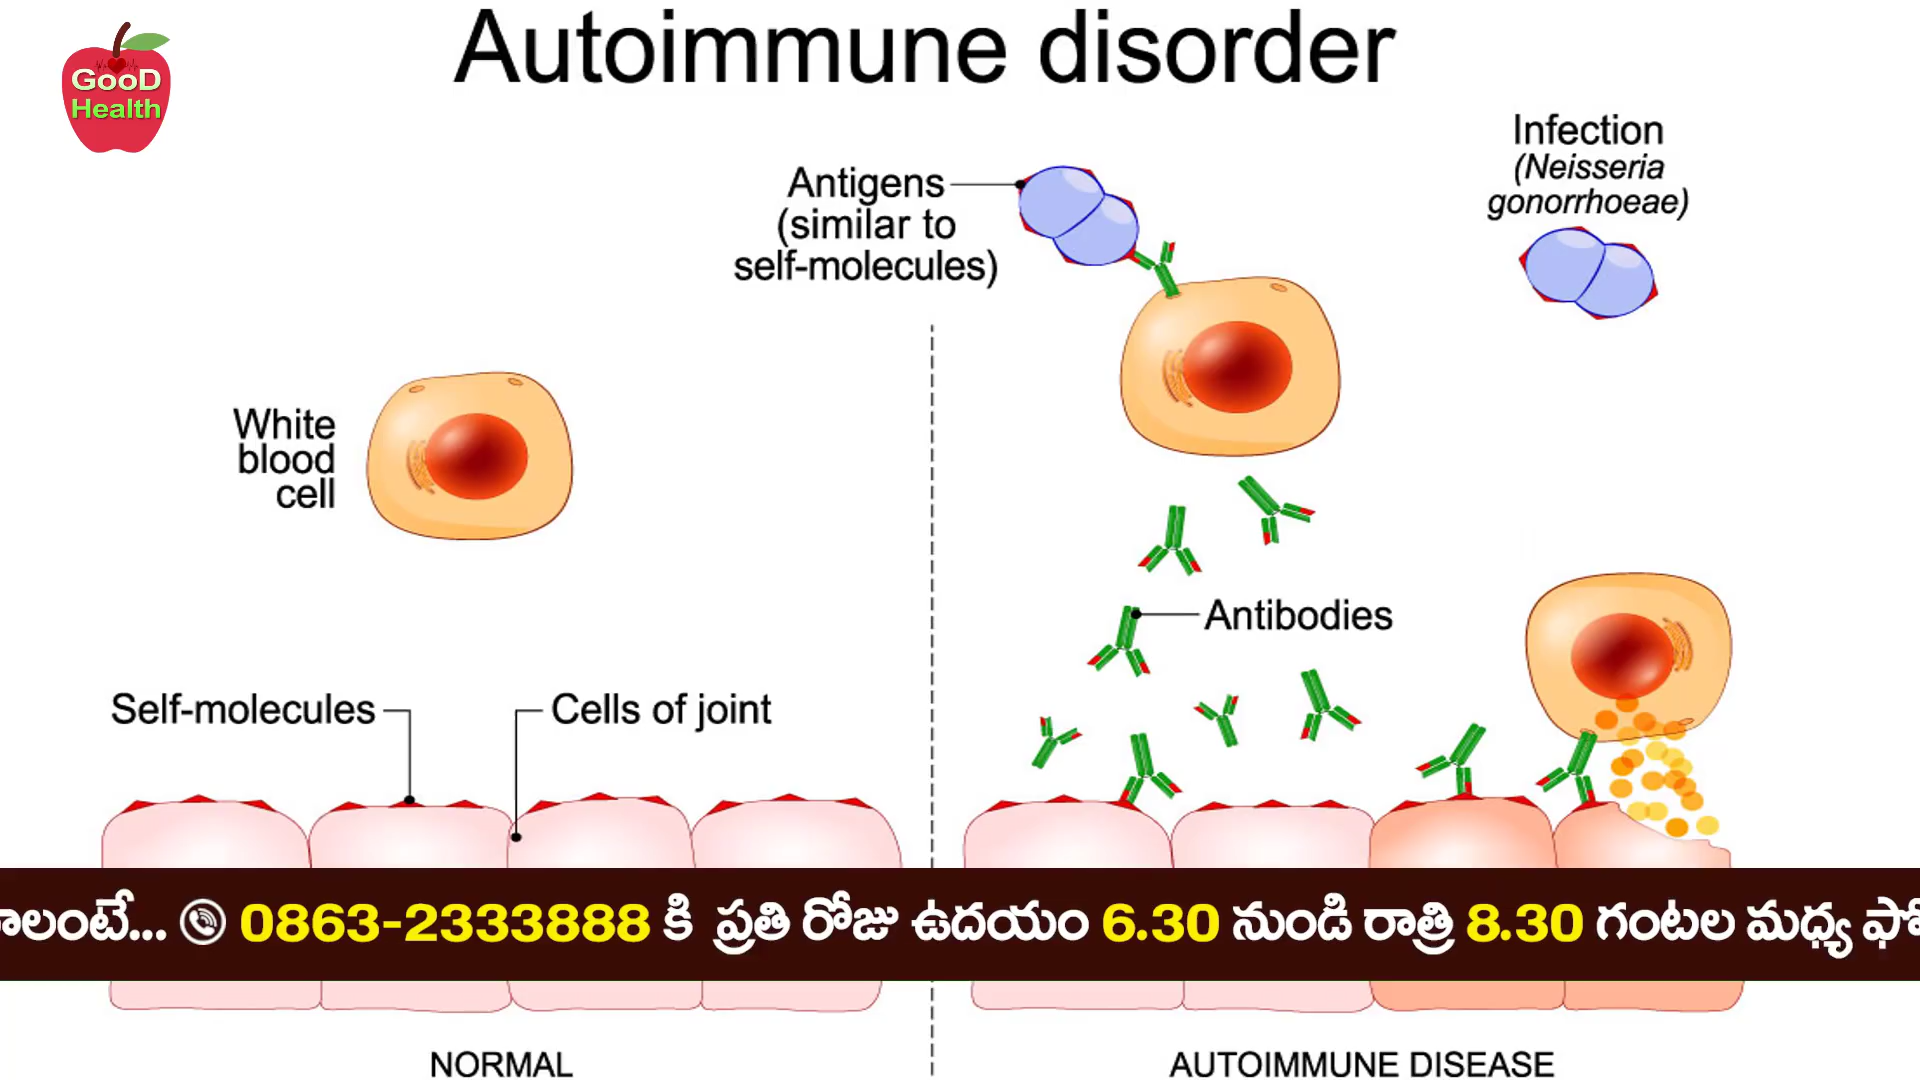 Autoimmune disorder
GooD
Health
Infection
(Neisseria
gonorrhoeae)
Antigens
(similar to
self-molecules)
White
blood
cell
Antibodies
Self-molecules
Cells of joint
0863-2333888 కి ప్రతి రోజు ఉదయం 6.30 నుండి రాత్రి 8.30 గంటల మధ్య
NORMAL
AUTOIMMUNE DISEASE